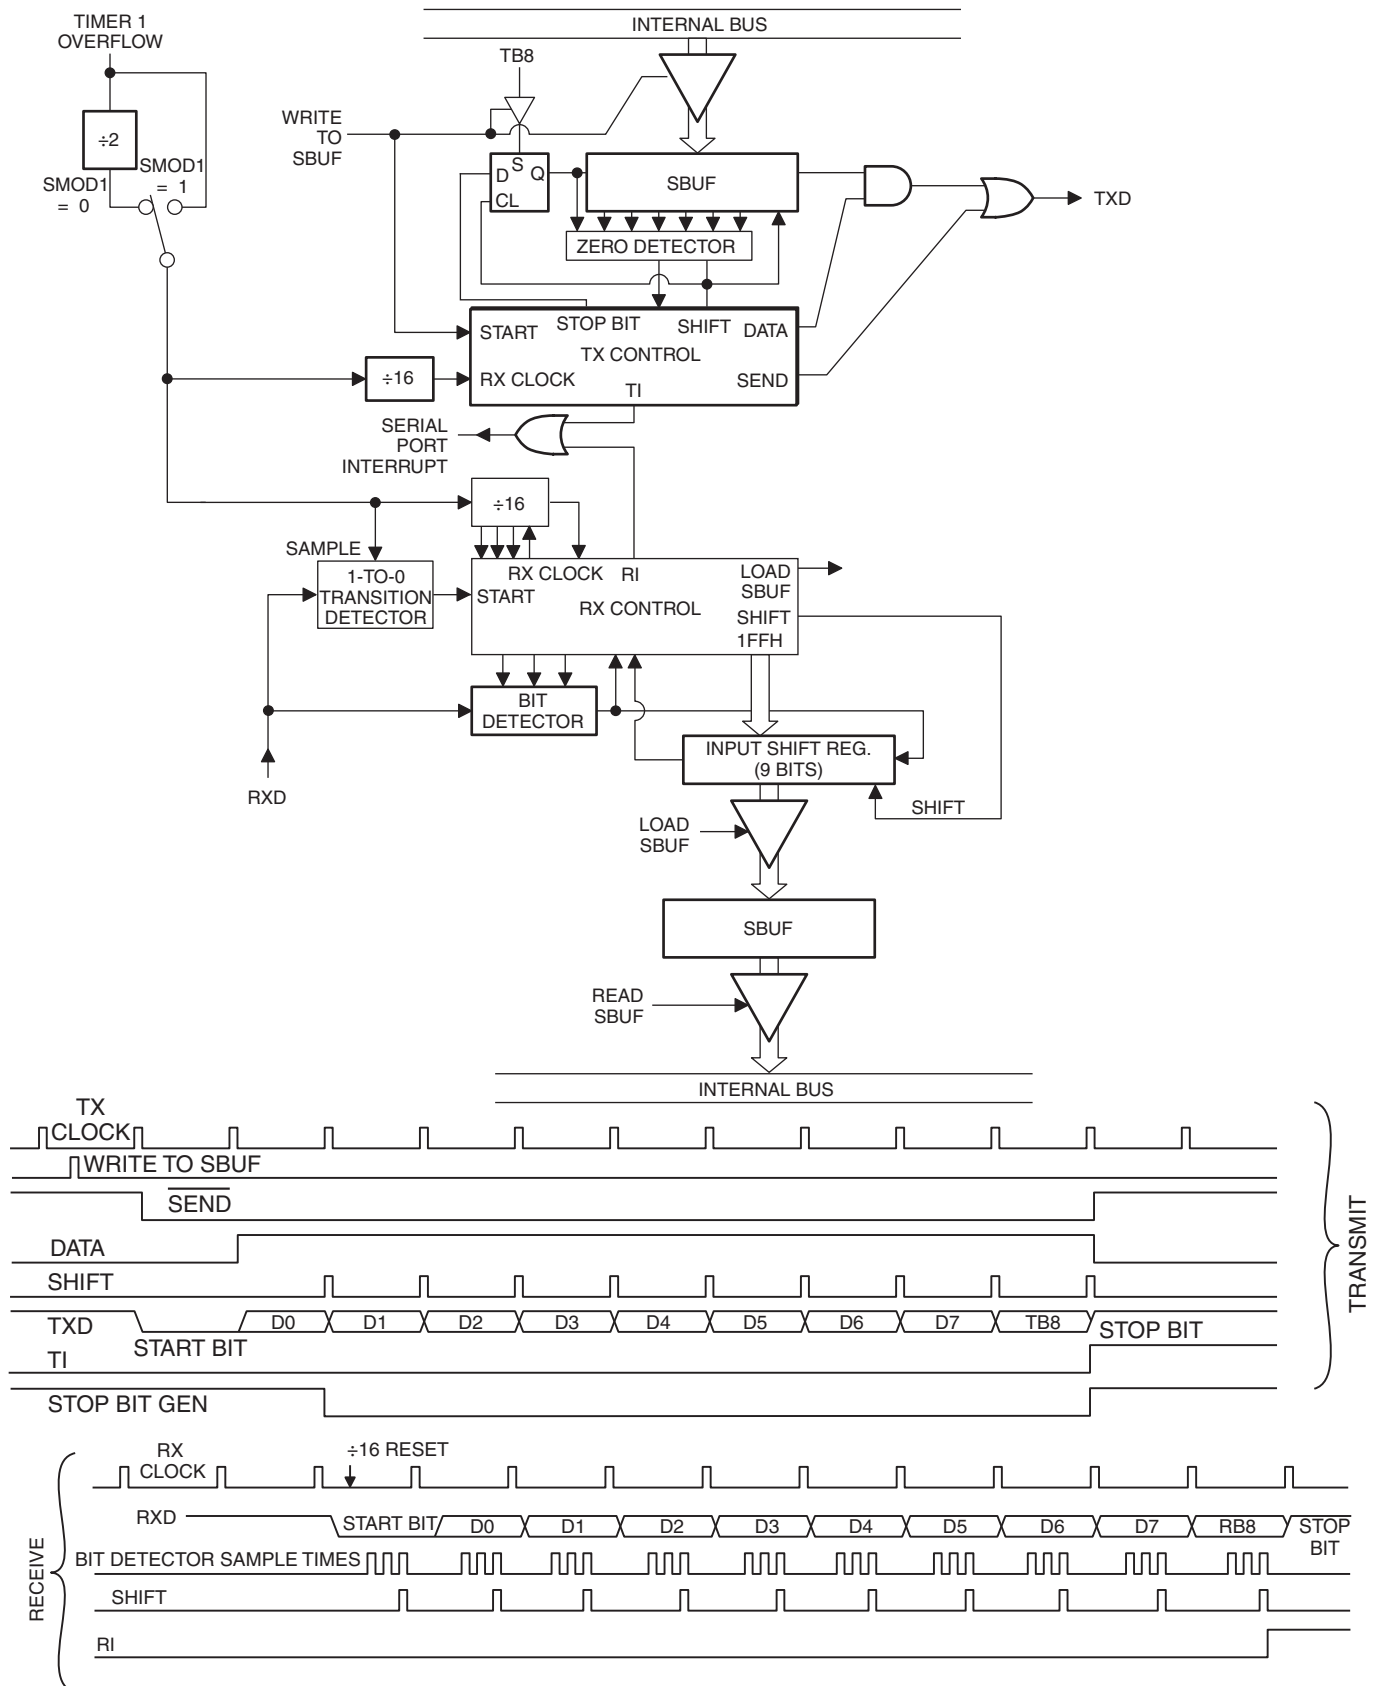 TIMER 1
OVERFLOW
INTERNAL BUS
TB8
WRITE
TO
SBUF
÷2
SMOD1
= 1
SMOD1
= 0
S
D
Q
CL
SBUF
TXD
ZERO DETECTOR
START
STOP BIT
SHIFT
DATA
TX CONTROL
÷16
RX CLOCK
TI
SEND
SERIAL
PORT
INTERRUPT
÷16
SAMPLE
1-TO-0
TRANSITION
DETECTOR
RX CLOCK
RI
START
RX CONTROL
LOAD
SBUF
SHIFT
1FFH
BIT
DETECTOR
INPUT SHIFT REG.
(9 BITS)
RXD
SHIFT
LOAD
SBUF
SBUF
READ
SBUF
INTERNAL BUS
TX
CLOCK
WRITE TO SBUF
SEND
DATA
SHIFT
TXD
START BIT
D0
D1
D2
D3
D4
D5
D6
D7
TB8
STOP BIT
TI
STOP BIT GEN
TRANSMIT
RX
CLOCK
÷16 RESET
RXD
START BIT
D0
D1
D2
D3
D4
D5
D6
D7
RB8
STOP
BIT
BIT DETECTOR SAMPLE TIMES
SHIFT
RI
RECEIVE